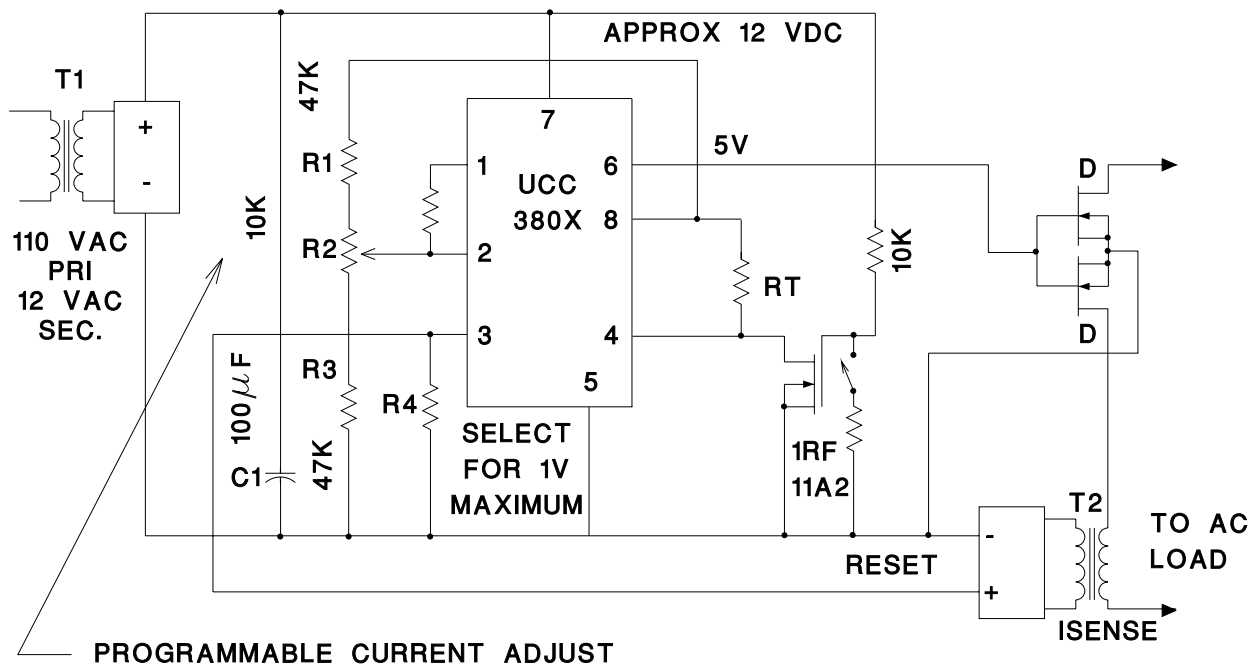 APPROX 12 VDC
T1
47K
7
+
-
R1
1
6
5V
UCC
380X
8
D
10K
R2
2
10K
110 VAC
PRI
12 VAC
SEC.
RT
3
4
D
100μF
R3
R4
5
C1
47K
SELECT
FOR 1V
MAXIMUM
1RF
11A2
T2
TO AC
LOAD
-
RESET
+
ISENSE
PROGRAMMABLE CURRENT ADJUST